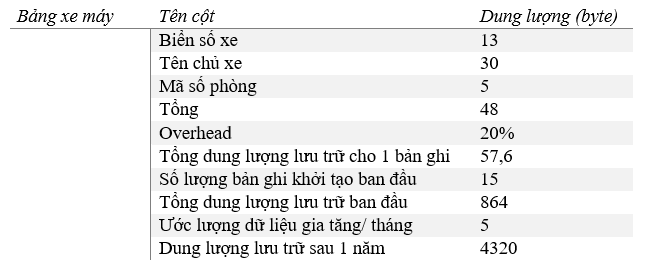 Bảng xe máy Tên cột Dung lượng (byte)
Biển số xe 13
Tên chủ xe 30
Mã số phòng 5
Tổng 48
Overhead 20%
Tổng dung lượng lưu trữ cho 1 bản ghi 57,6
Số lượng bản ghi khởi tạo ban đầu 15
Tổng dung lượng lưu trữ ban đầu 864
Ước lượng dữ liệu gia tăng/ tháng 5
Dung lượng lưu trữ sau 1 năm 4320